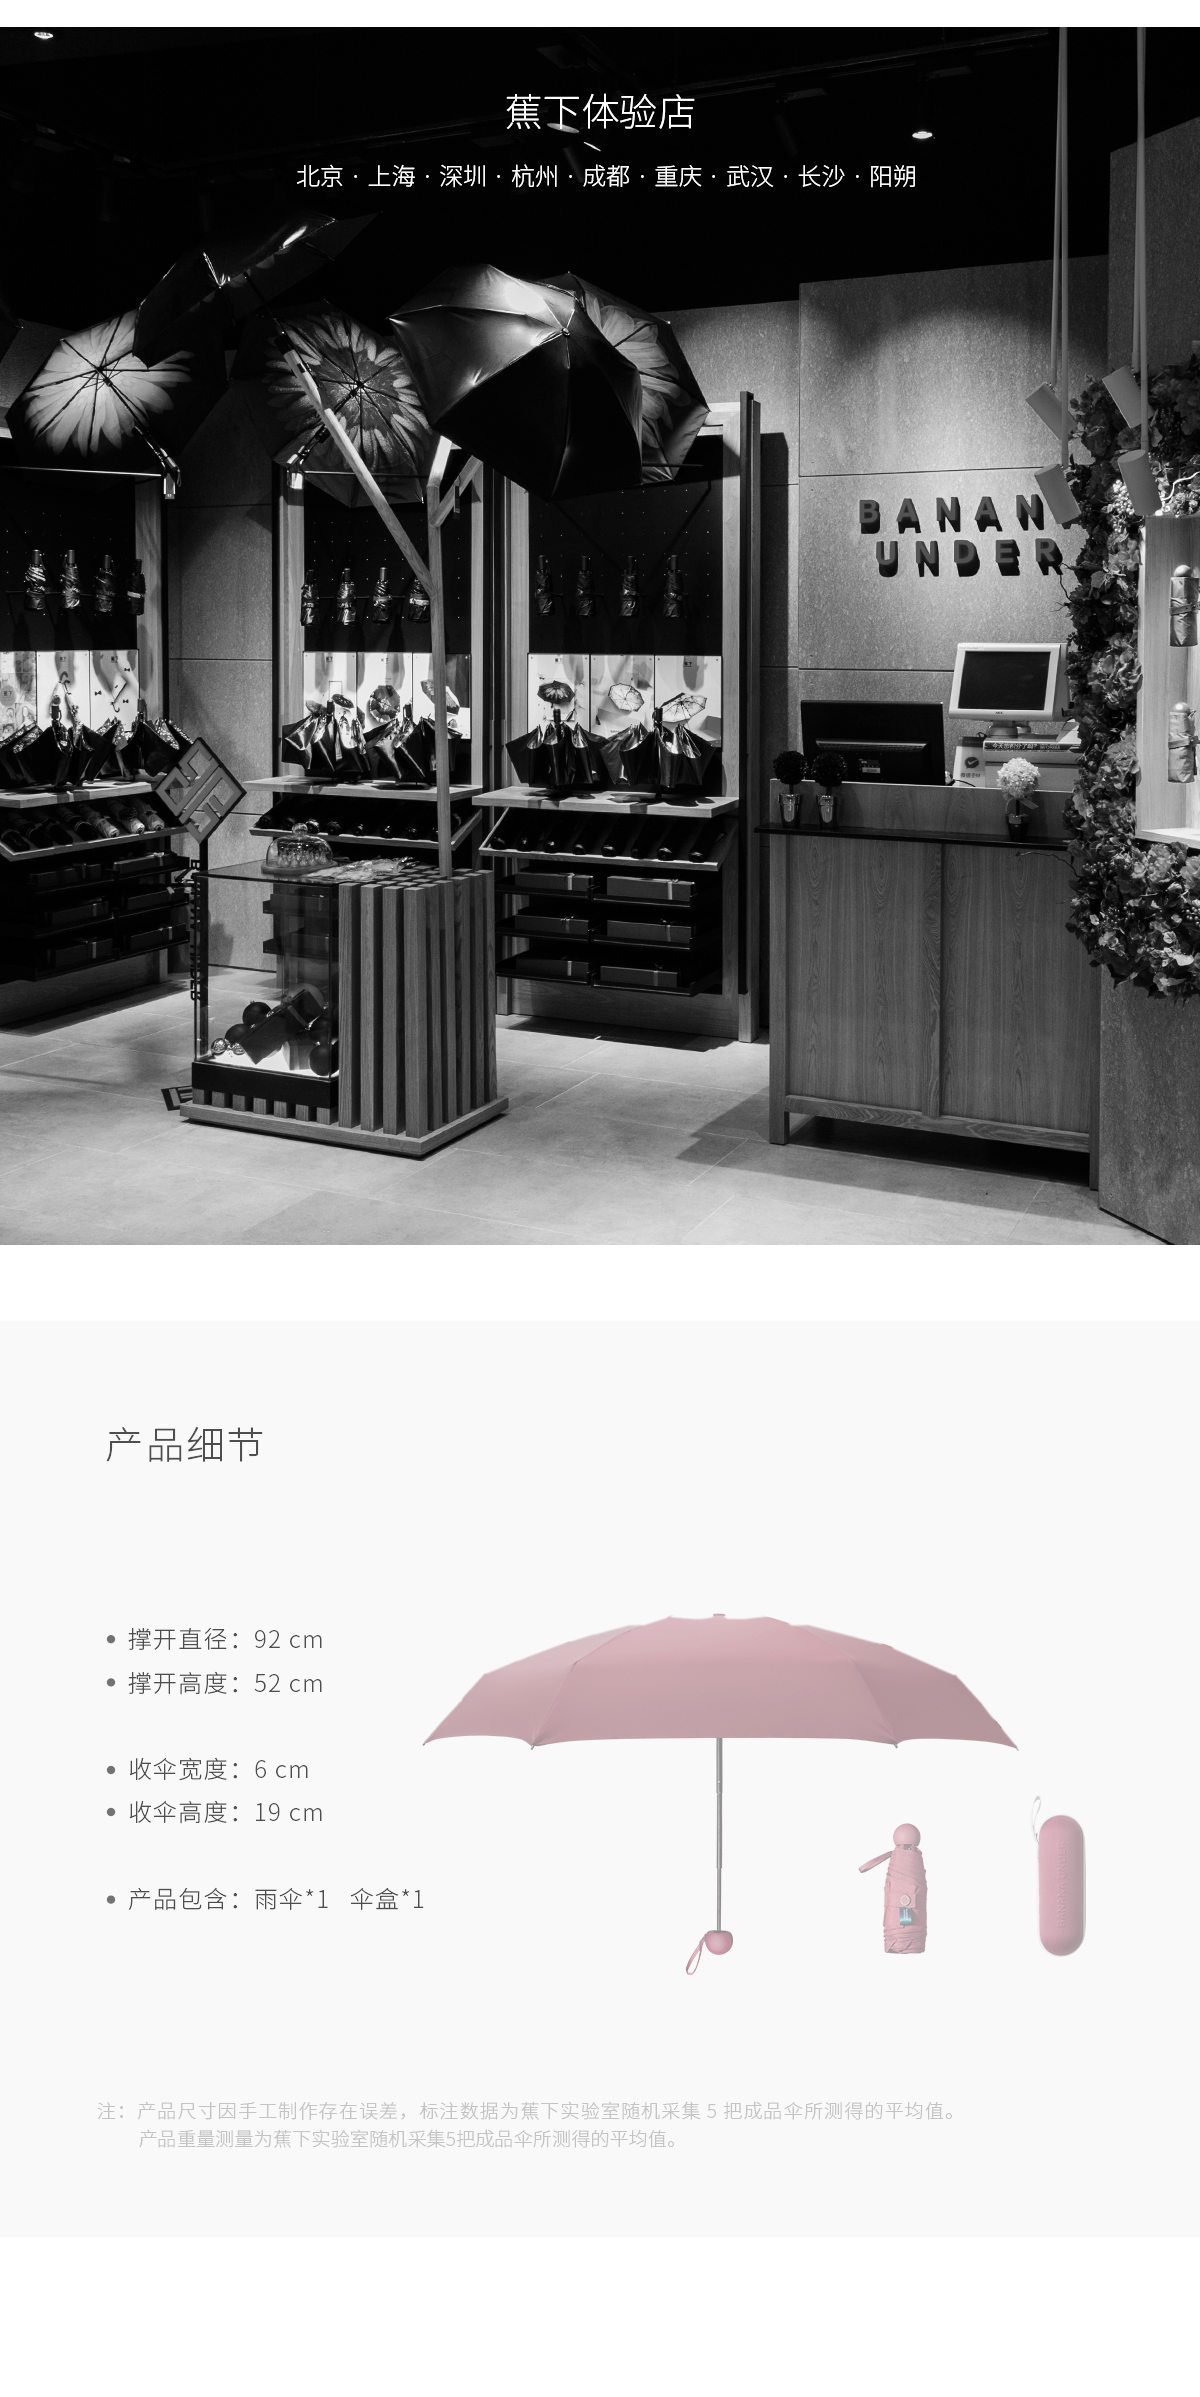 蕉下体验店
北京 · 上海 · 深圳 · 杭州 · 成都 · 重庆 · 武汉 · 长沙 · 阳朔
BANAN
UNDER
产品细节
撑开直径：92 cm
撑开高度：52 cm
收伞宽度：6 cm
收伞高度：19 cm
产品包含：雨伞*1 伞盒*1
注：产品尺寸因手工制作存在误差，标注数据为蕉下实验室随机采集 5 把成品伞所测得的平均值。
产品重量测量为蕉下实验室随机采集5把成品伞所测得的平均值。